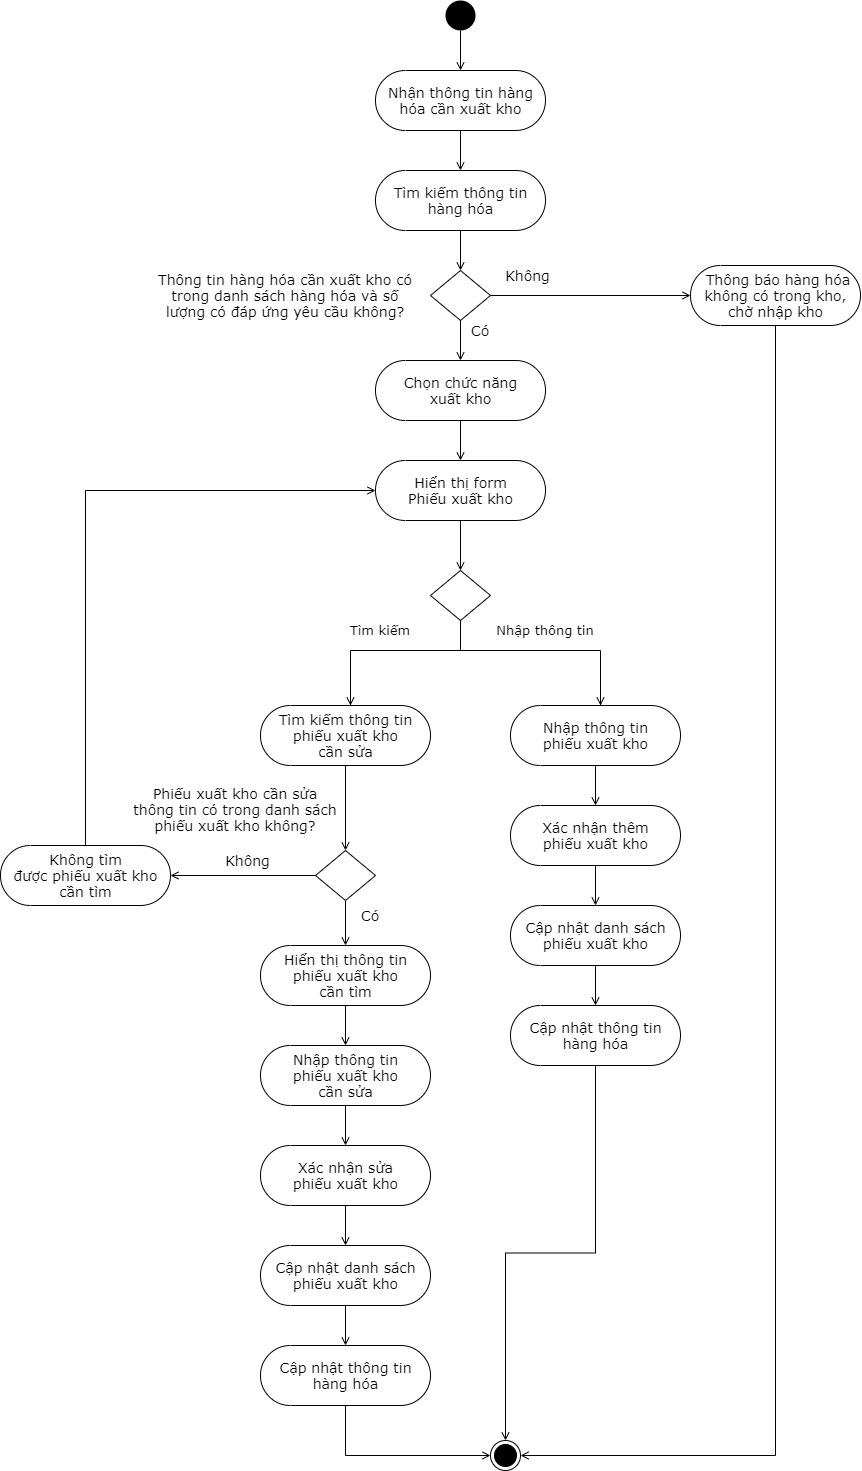 Nhận thông tin hàng
hóa cần xuất kho
Tìm kiếm thông tin
hàng hóa
Thông tin hàng hóa cần xuất kho có
trong danh sách hàng hóa và số
lượng có đáp ứng yêu cầu không?
Không
Thông báo hàng hóa
không có trong kho,
chờ nhập kho
Có
Chọn chức năng
xuất kho
Hiển thị form
Phiếu xuất kho
Tìm kiếm
Nhập thông tin
Tìm kiếm thông tin
phiếu xuất kho
cần sửa
Nhập thông tin
phiếu xuất kho
Phiếu xuất kho cần sửa
thông tin có trong danh sách
phiếu xuất kho không?
Xác nhận thêm
phiếu xuất kho
Không tìm
được phiếu xuất kho
cần tìm
Không
Có
Cập nhật danh sách
phiếu xuất kho
Hiển thị thông tin
phiếu xuất kho
cần tìm
Cập nhật thông tin
hàng hóa
Nhập thông tin
phiếu xuất kho
cần sửa
Xác nhận sửa
phiếu xuất kho
Cập nhật danh sách
phiếu xuất kho
Cập nhật thông tin
hàng hóa